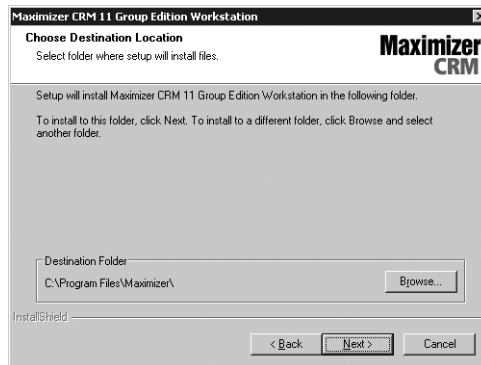 Maximizer CRM 11 Group Edition Workstation
Choose Destination Location
Select folder where setup will install files.
Maximizer
CRM
Setup will install Maximizer CRM 11 Group Edition Workstation in the following folder.
To install to this folder, click Next. To install to a different folder, click Browse and select
another folder.
Destination Folder
C:\Program Files\Maximizer\
Browse...
InstallShield
< Back
Next >
Cancel